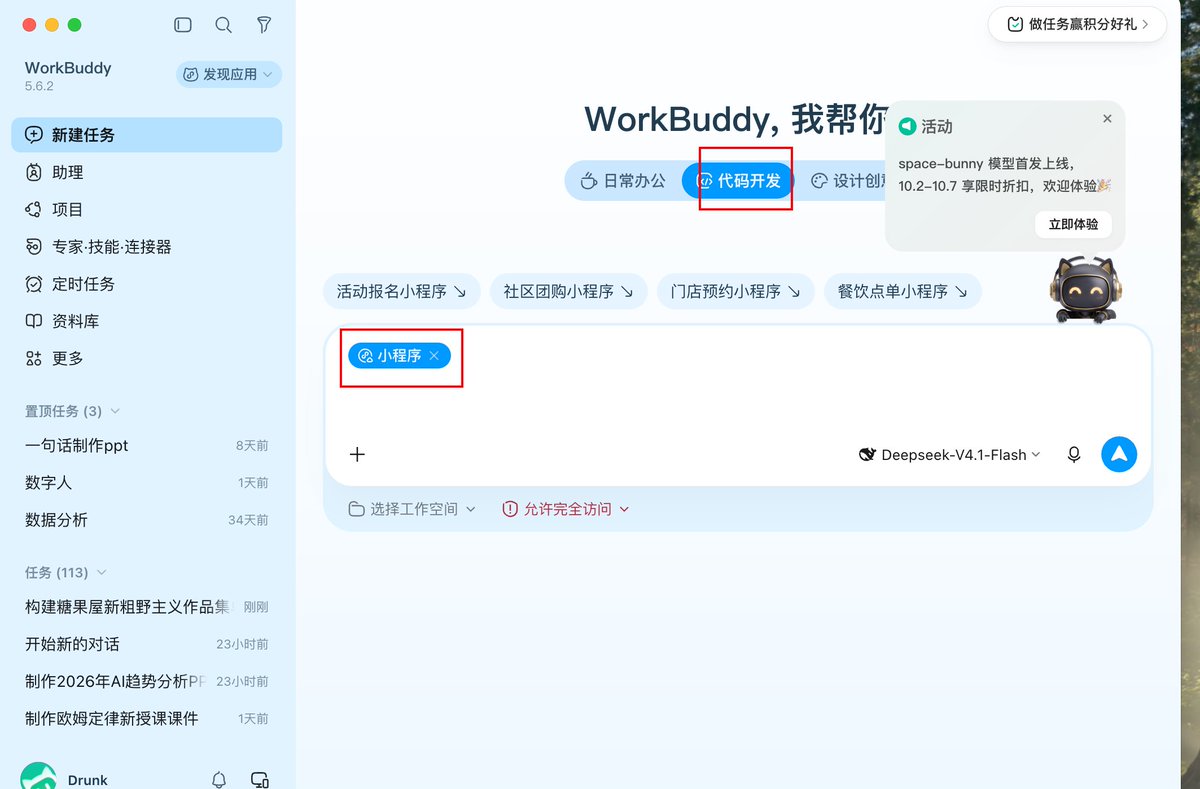 做任务赢积分好礼
WorkBuddy
5.6.2
发现应用
新建任务
助理
项目
专家·技能·连接器
定时任务
资料库
更多
置顶任务 (3)
一句话制作ppt 8天前
数字人 1天前
数据分析 34天前
任务 (113)
构建糖果屋新粗野主义作品集 刚刚
开始新的对话 23小时前
制作2026年AI趋势分析PP 23小时前
制作欧姆定律新授课课件 1天前
Drunk
WorkBuddy, 我帮你
日常办公 代码开发 设计创
活动
space-bunny 模型首发上线，
10.2-10.7 享限时折扣，欢迎体验🎉
立即体验
活动报名小程序 ↘ 社区团购小程序 ↘ 门店预约小程序 ↘ 餐饮点单小程序 ↘
小程序
Deepseek-V4.1-Flash
选择工作空间 允许完全访问